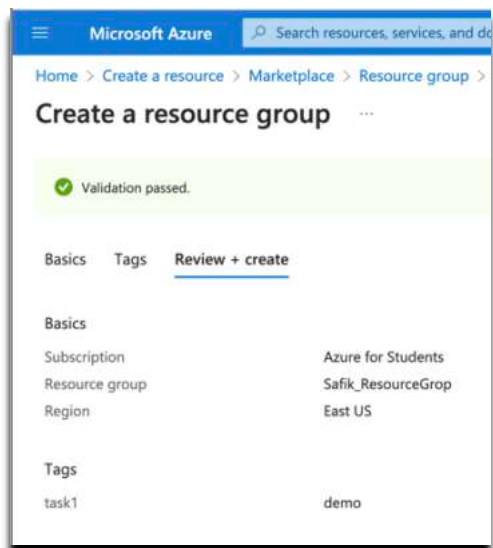 Microsoft Azure Search resources, services, and do
Home > Create a resource > Marketplace > Resource group >
Create a resource group ...
Validation passed.
Basics Tags Review + create
Basics
Subscription Azure for Students
Resource group Safik_ResourceGrop
Region East US
Tags
task1 demo